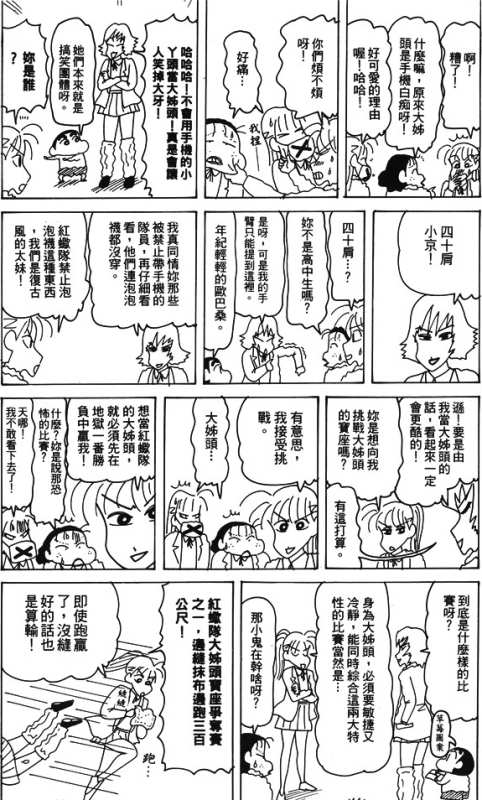 啊!
糟了!
什麼嘛,原來大姊
頭是手機白痴呀!
好可愛的理由
喔!哈哈!
你們煩不煩
呀!
我捏
好痛…
哈哈哈!不會用手機的小
丫頭當大姊頭!真是會讓
人笑掉大牙!
她們本來就是
搞笑團體呀。
妳是誰
?
四十肩
小京!
四十肩…?
妳不是高中生嗎?
是呀,可是我的手
臂只能提到這裡。
年紀輕輕的歐巴桑。
我真同情妳那些
被禁止帶手機的
隊員,再仔細看
看,他們連泡泡
襪都沒穿。
紅蠍隊禁止泡
泡襪這種東西
,我們是復古
風的太妹!
遜!要是由
我當大姊頭的
話,看起來一定
會更酷的!
妳是想向我
挑戰大姊頭
的寶座嗎?
有這打算。
有意思,
我接受挑
戰。
大姊頭…
想當紅蠍隊
的大姊頭,
就必須先在
地獄一番勝
負中贏我!
什麼?妳是說那恐
怖的比賽?
天哪!
我不敢看下去了!
到底是什麼樣的比
賽呀?
草莓圖案
身為大姊頭,必須要敏捷又
冷靜,能同時綜合這兩大特
性的比賽當然是…
那小鬼在幹啥呀?
紅蠍隊大姊頭寶座爭奪賽
之一,邊縫抹布邊跑三百
公尺!
縫縫
跑…
即使跑贏
了,沒縫
好的話也
是算輸!